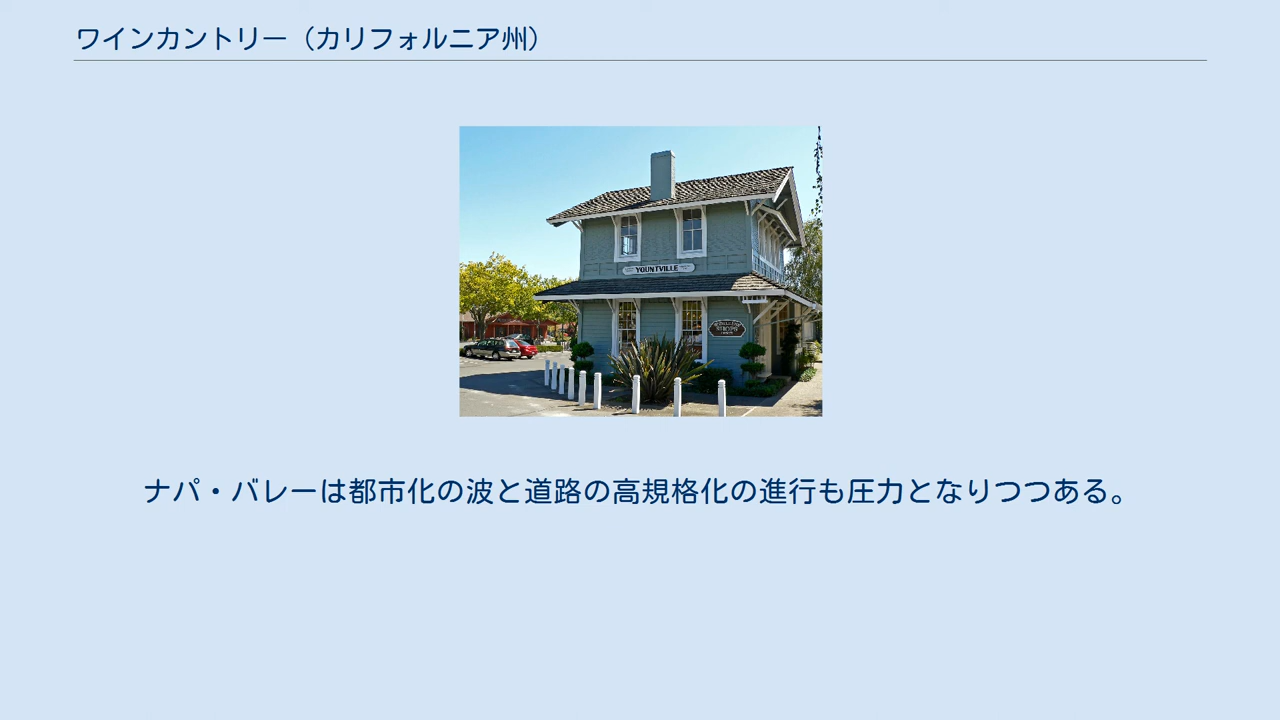 ワインカントリー（カリフォルニア州）
YOUNTVILLE
ナパ・バレーは都市化の波と道路の高規格化の進行も圧力となりつつある。